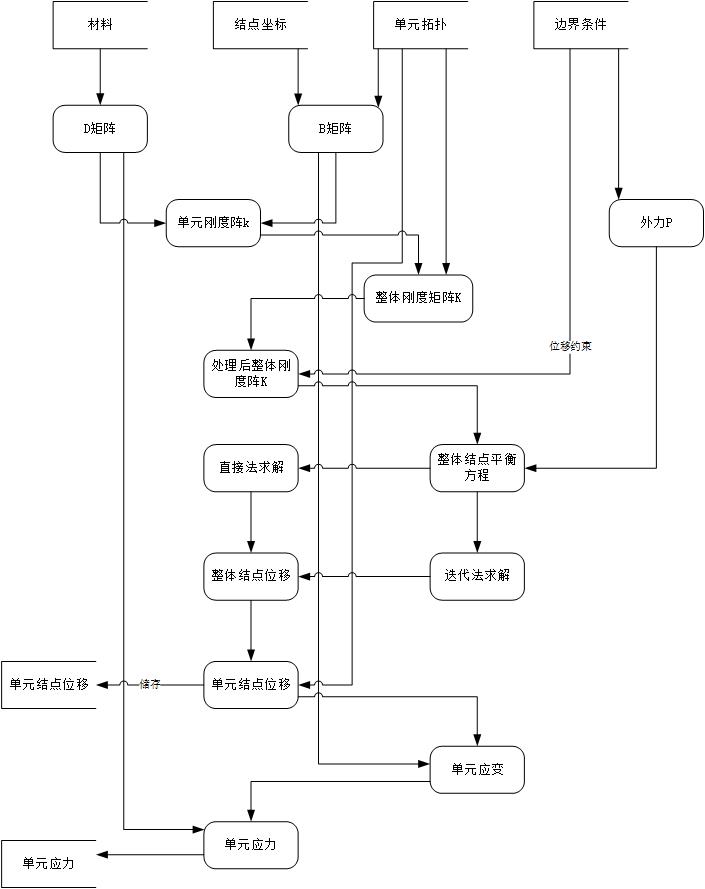 材料
结点坐标
单元拓扑
边界条件
D矩阵
B矩阵
单元刚度阵k
外力P
整体刚度矩阵K
位移约束
处理后整体刚
度阵K
直接法求解
整体结点平衡
方程
整体结点位移
迭代法求解
单元结点位移
储存
单元结点位移
单元应变
单元应力
单元应力